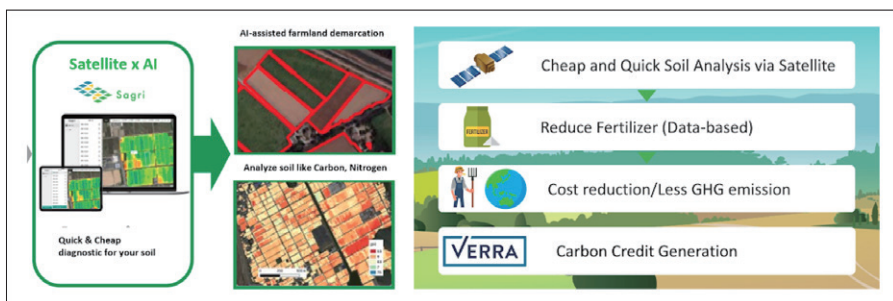 Satellite x AI
Sagri
Quick & Cheap
diagnostic for your soil
AI-assisted farmland demarcation
Analyze soil like Carbon, Nitrogen
Cheap and Quick Soil Analysis via Satellite
FERTILIZER
Reduce Fertilizer (Data-based)
Cost reduction/Less GHG emission
VERRA
Carbon Credit Generation